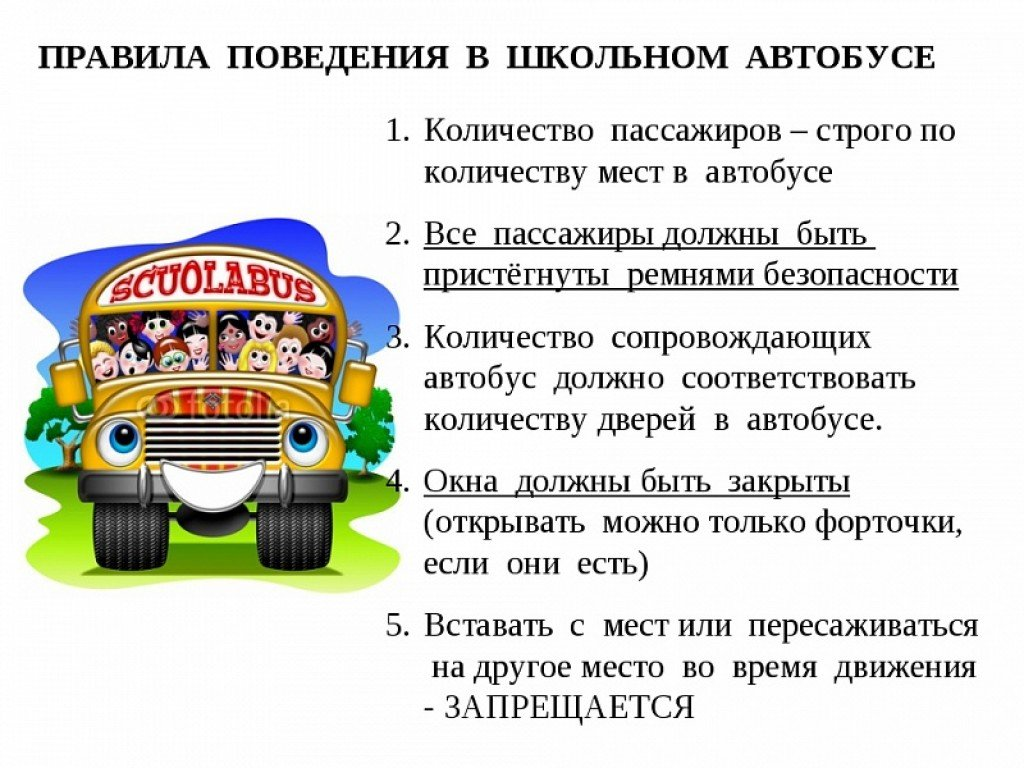 ПРАВИЛА ПОВЕДЕНИЯ В ШКОЛЬНОМ АВТОБУСЕ
1. Количество пассажиров – строго по
количеству мест в автобусе
2. Все пассажиры должны быть
пристёгнуты ремнями безопасности
3. Количество сопровождающих
автобус должно соответствовать
количеству дверей в автобусе.
4. Окна должны быть закрыты
(открывать можно только форточки,
если они есть)
5. Вставать с мест или пересаживаться
на другое место во время движения
- ЗАПРЕЩАЕТСЯ
SCUOLABUS
fotolia